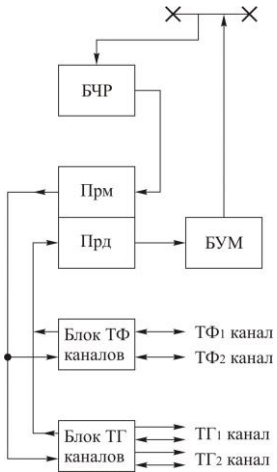 БЧР
Прм
Прд
БУМ
Блок ТФ
каналов
ТФ1 канал
ТФ2 канал
Блок ТГ
каналов
ТГ1 канал
ТГ2 канал